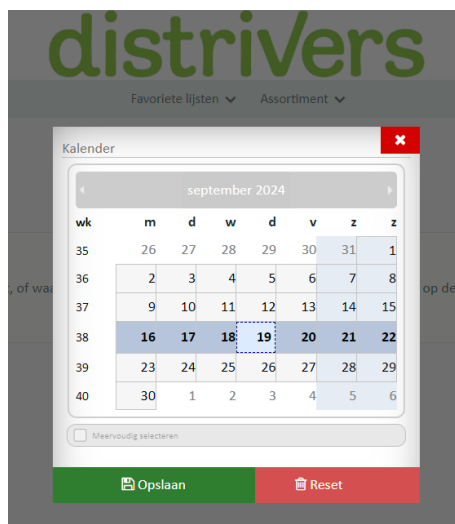 distrivers
Favoriete lijsten Assortiment
Kalender
september 2024
wk m d w d v z z
35 26 27 28 29 30 31 1
36 2 3 4 5 6 7 8
, of waa
37 9 10 11 12 13 14 15
op de
38 16 17 18 19 20 21 22
39 23 24 25 26 27 28 29
40 30 1 2 3 4 5 6
Meervoudig selecteren
Opslaan Reset